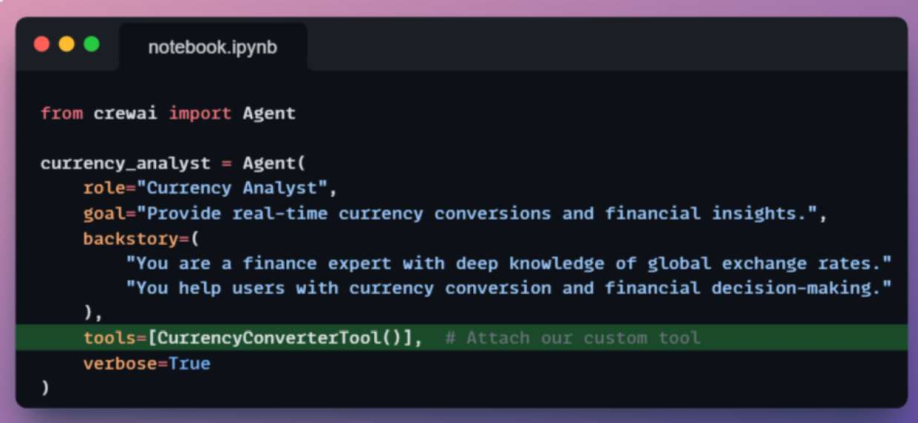 notebook.ipynb
from crewai import Agent
currency_analyst = Agent(
    role="Currency Analyst",
    goal="Provide real-time currency conversions and financial insights.",
    backstory=(
        "You are a finance expert with deep knowledge of global exchange rates."
        "You help users with currency conversion and financial decision-making."
    ),
    tools=[CurrencyConverterTool()],  # Attach our custom tool
    verbose=True
)